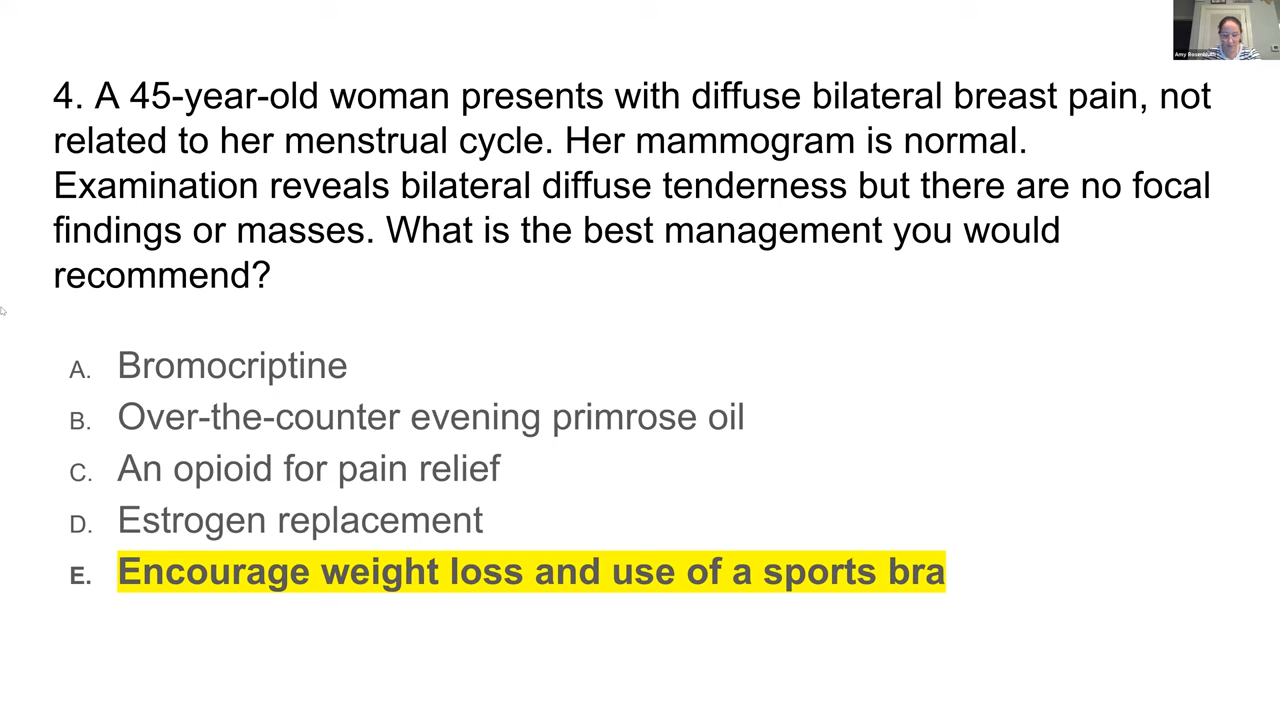 4. A 45-year-old woman presents with diffuse bilateral breast pain, not
related to her menstrual cycle. Her mammogram is normal.
Examination reveals bilateral diffuse tenderness but there are no focal
findings or masses. What is the best management you would
recommend?
A. Bromocriptine
B. Over-the-counter evening primrose oil
C. An opioid for pain relief
D. Estrogen replacement
E. Encourage weight loss and use of a sports bra